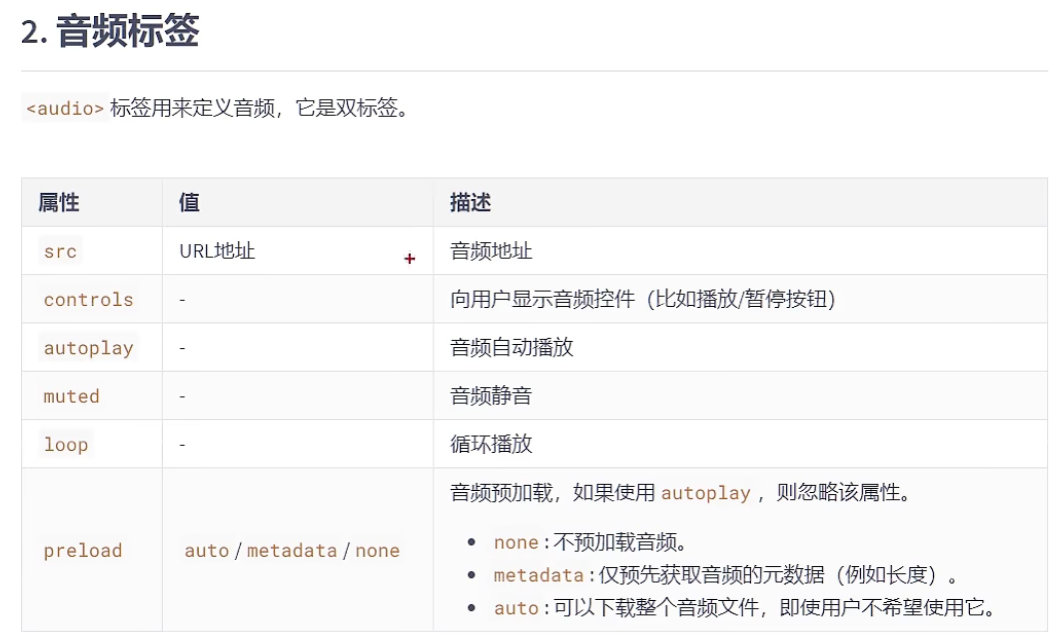 2. 音频标签
<audio> 标签用来定义音频，它是双标签。
属性 值 描述
src URL地址 音频地址
controls - 向用户显示音频控件（比如播放/暂停按钮）
autoplay - 音频自动播放
muted - 音频静音
loop - 循环播放
音频预加载，如果使用 autoplay ，则忽略该属性。
preload auto / metadata / none
• none :不预加载音频。
• metadata :仅预先获取音频的元数据（例如长度）。
• auto :可以下载整个音频文件，即使用户不希望使用它。